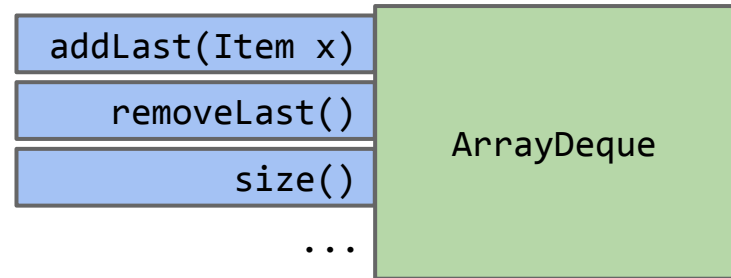 addLast(Item x)
removeLast()
ArrayDeque
size()
...